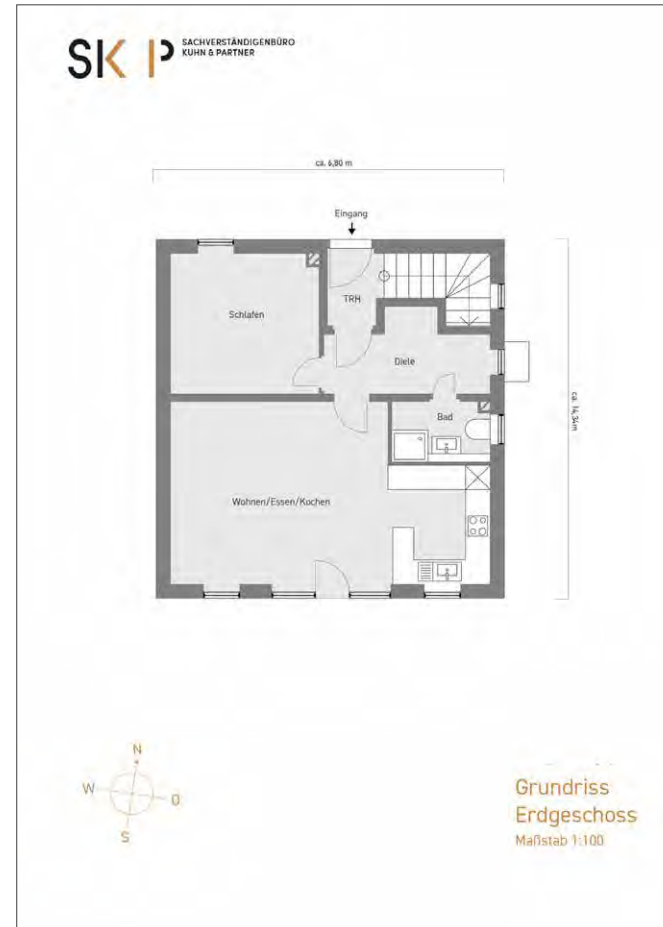 SK P SACHVERSTÄNDIGENBÜRO
KUHN & PARTNER
ca. 6,80 m
Eingang
TRH
Schlafen
Diele
ca. 14,34m
Bad
Wohnen/Essen/Kochen
N
W
O
S
Grundriss
Erdgeschoss
Maßstab 1:100